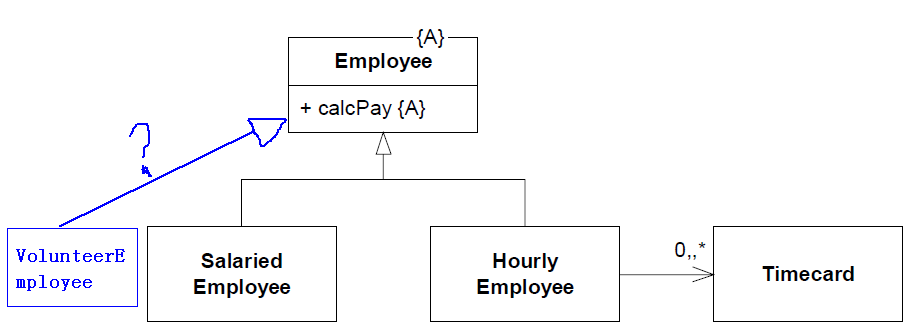 {A}
Employee
+ calcPay {A}
?
VolunteerE
mployee
Salaried
Employee
Hourly
Employee
0,,*
Timecard